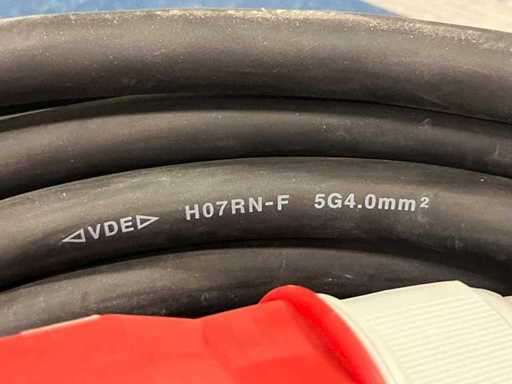 ◁VDE▷ H07RN-F 5G4.0mm²